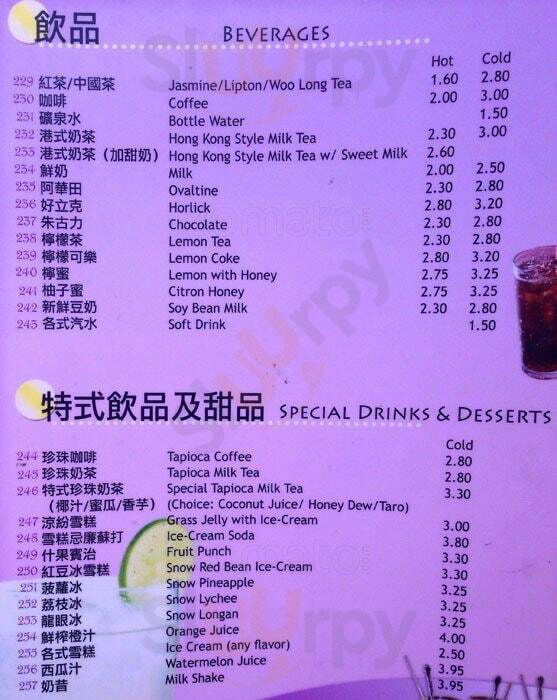 飲品 BEVERAGES
Hot Cold
229 紅茶/中國茶 Jasmine/Lipton/Woo Long Tea 1.60 2.80
230 咖啡 Coffee 2.00 3.00
231 礦泉水 Bottle Water 1.50
232 港式奶茶 Hong Kong Style Milk Tea 2.30 3.00
233 港式奶茶（加甜奶） Hong Kong Style Milk Tea w/ Sweet Milk 2.60
234 鮮奶 Milk 2.00 2.50
235 阿華田 Ovaltine 2.30 2.80
236 好立克 Horlick 2.80 3.20
237 朱古力 Chocolate 2.30 2.80
238 檸檬茶 Lemon Tea 2.30 2.80
239 檸檬可樂 Lemon Coke 2.80 3.20
240 檸蜜 Lemon with Honey 2.75 3.25
241 柚子蜜 Citron Honey 2.75 3.25
242 新鮮豆奶 Soy Bean Milk 2.30 2.80
243 各式汽水 Soft Drink 1.50
特式飲品及甜品 SPECIAL DRINKS & DESSERTS
Cold
244 珍珠咖啡 Tapioca Coffee 2.80
245 珍珠奶茶 Tapioca Milk Tea 2.80
246 特式珍珠奶茶 Special Tapioica Milk Tea 3.30
（椰汁/蜜瓜/香芋） (Choice: Coconut Juice/ Honey Dew/Taro)
247 涼紛雪糕 Grass Jelly with Ice-Cream 3.00
248 雪糕忌廉蘇打 Ice-Cream Soda 3.80
249 什果賓治 Fruit Punch 3.30
250 紅豆冰雪糕 Snow Red Bean Ice-Cream 3.30
251 菠蘿冰 Snow Pineapple 3.25
252 荔枝冰 Snow Lychee 3.25
253 龍眼冰 Snow Longan 3.25
254 鮮榨橙汁 Orange Juice 4.00
255 各式雪糕 Ice Cream (any flavor) 2.50
256 西瓜汁 Watermelon Juice 3.95
257 奶昔 Milk Shake 3.95
Sluurpy
Sluurpy
Sluurpy